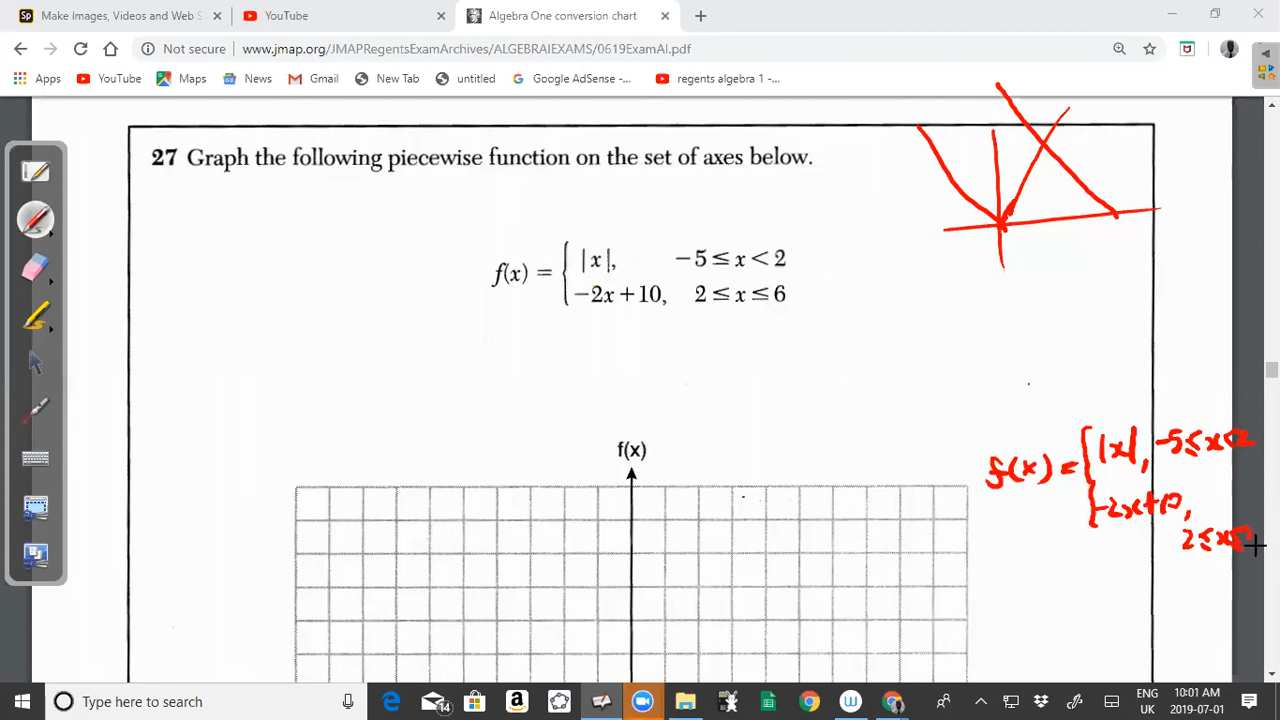 Make Images, Videos and Web S
YouTube
Algebra One conversion chart
Not secure
www.jmap.org/JMAPRegentsExamArchives/ALGEBRAIEXAMS/0619ExamAI.pdf
Apps
YouTube
Maps
News
Gmail
New Tab
untitled
Google AdSense -...
regents algebra 1 -...
27 Graph the following piecewise function on the set of axes below.
f(x) = { |x|, −5 ≤ x < 2
−2x + 10, 2 ≤ x ≤ 6
f(x)
f(x) = { |x|, -5≤x<2
-2x+10,
2≤x≤
Type here to search
14
ENG
UK
10:01 AM
2019-07-01